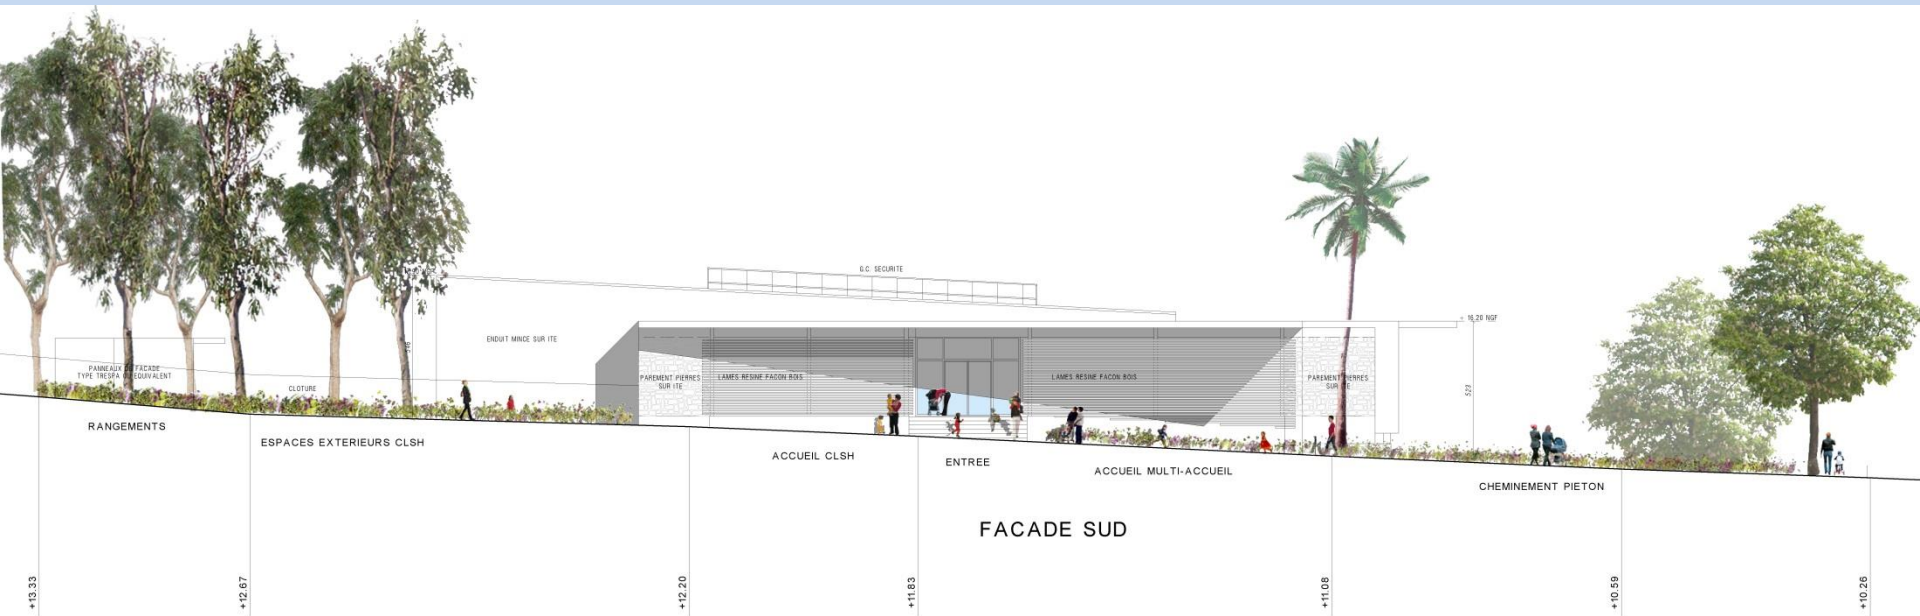 G.C. SECURITE
+ 16.20 NGF
ENDUIT MINCE SUR ITE
546
PANNEAUX DE FACADE
TYPE TRESPA OU EQUIVALENT
CLOTURE
PAREMENT PIERRES
SUR ITE
LAMES RESINE FACON BOIS
LAMES RESINE FACON BOIS
PAREMENT PIERRES
SUR ITE
523
RANGEMENTS
ESPACES EXTERIEURS CLSH
ACCUEIL CLSH
ENTREE
ACCUEIL MULTI-ACCUEIL
CHEMINEMENT PIETON
FACADE SUD
+13.33
+12.67
+12.20
+11.83
+11.08
+10.59
+10.26